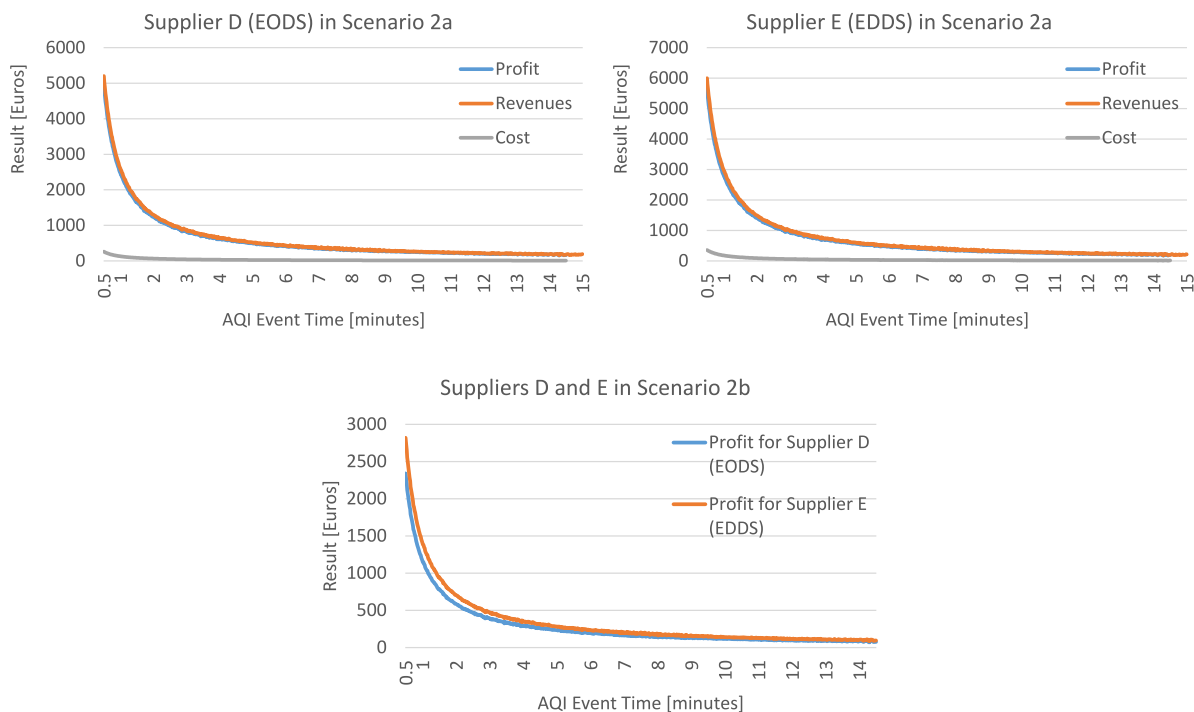 Supplier D (EODS) in Scenario 2a
Result [Euros]
6000
5000
4000
3000
2000
1000
0
Profit
Revenues
Cost
0.5 1 2 3 4 5 6 7 8 9 10 11 12 13 14 15
AQI Event Time [minutes]
Supplier E (EDDS) in Scenario 2a
Result [Euros]
7000
6000
5000
4000
3000
2000
1000
0
Profit
Revenues
Cost
0.5 1 2 3 4 5 6 7 8 9 10 11 12 13 14 15
AQI Event Time [minutes]
Suppliers D and E in Scenario 2b
Result [Euros]
3000
2500
2000
1500
1000
500
0
Profit for Supplier D
(EODS)
Profit for Supplier E
(EDDS)
0.5 1 2 3 4 5 6 7 8 9 10 11 12 13 14
AQI Event Time [minutes]